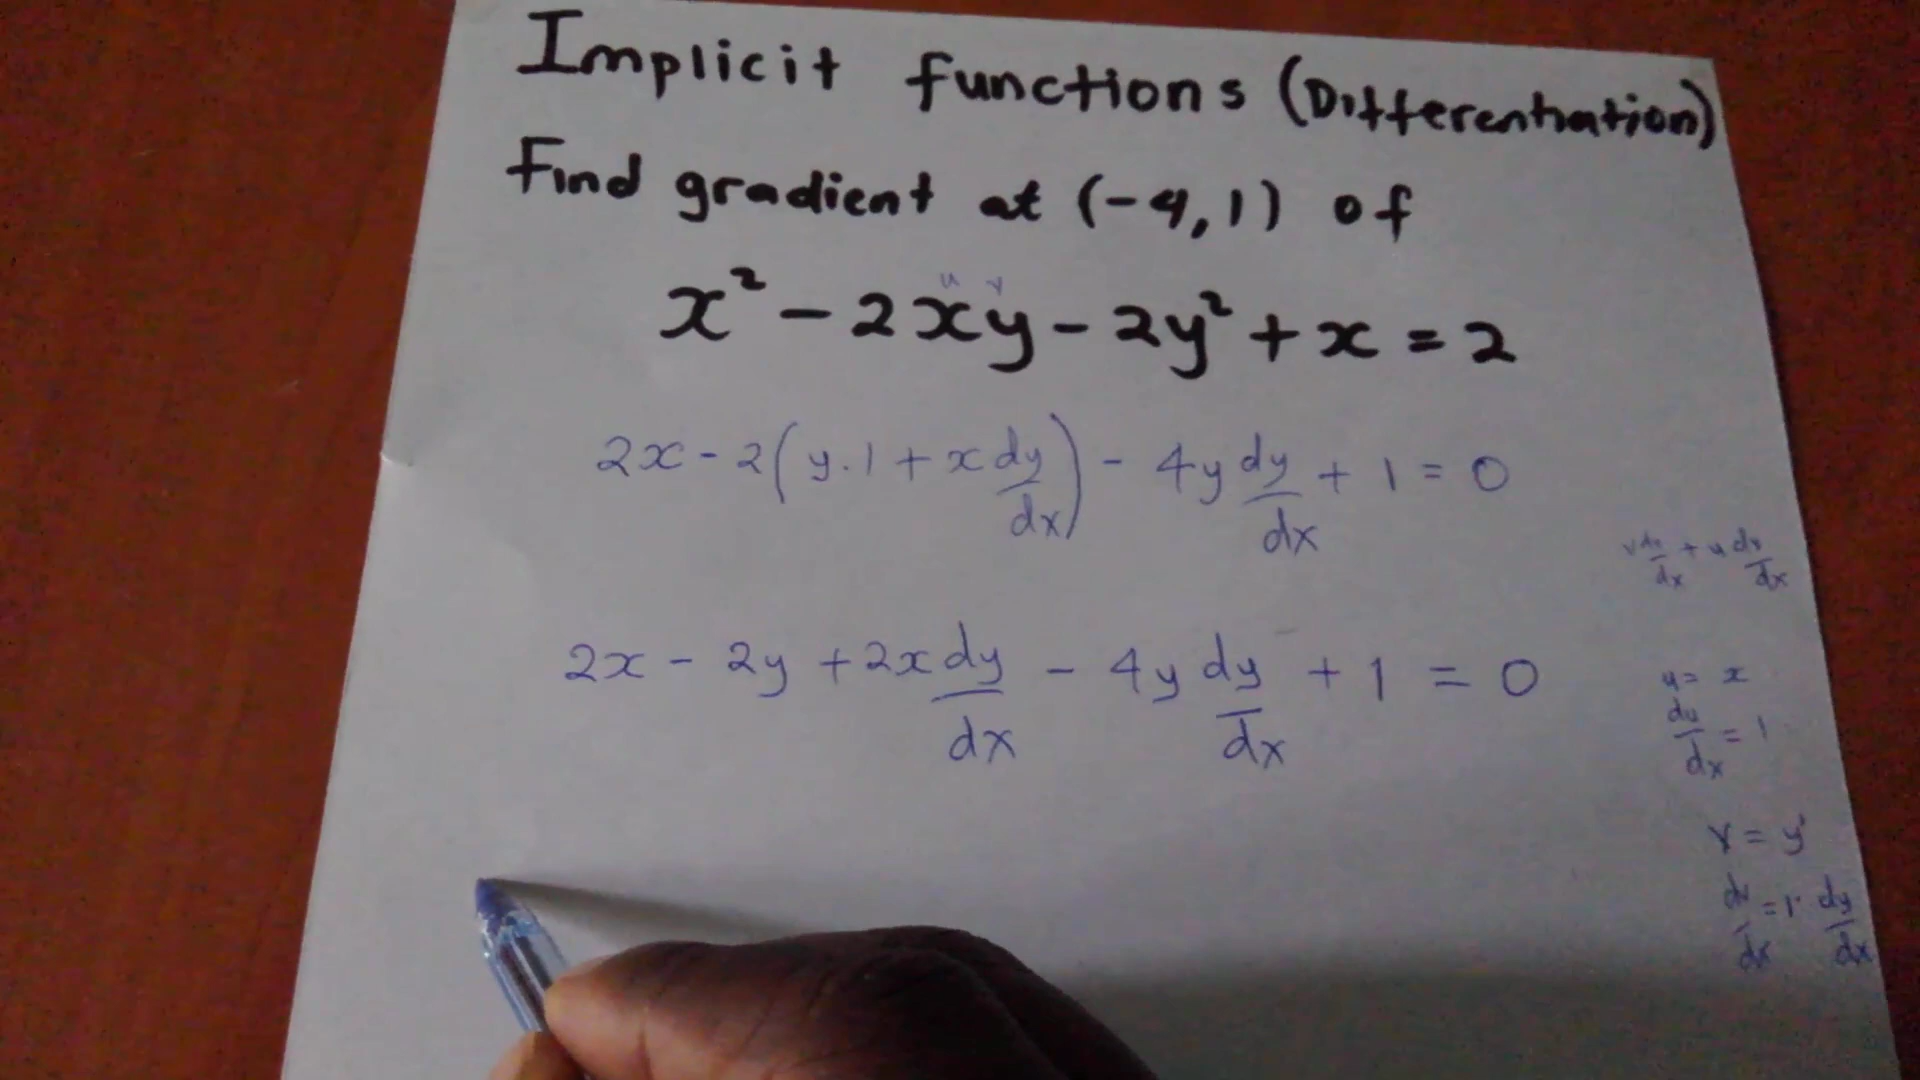 Implicit functions (Differentiation)
Find gradient at (-4,1) of
u v
x² - 2xy - 2y² + x = 2
2x - 2(y.1 + x dy/dx) - 4y dy/dx + 1 = 0
v du/dx + u dv/dx
2x - 2y + 2x dy/dx - 4y dy/dx + 1 = 0
u = x
du/dx = 1
v = y
dv/dx = 1. dy/dx